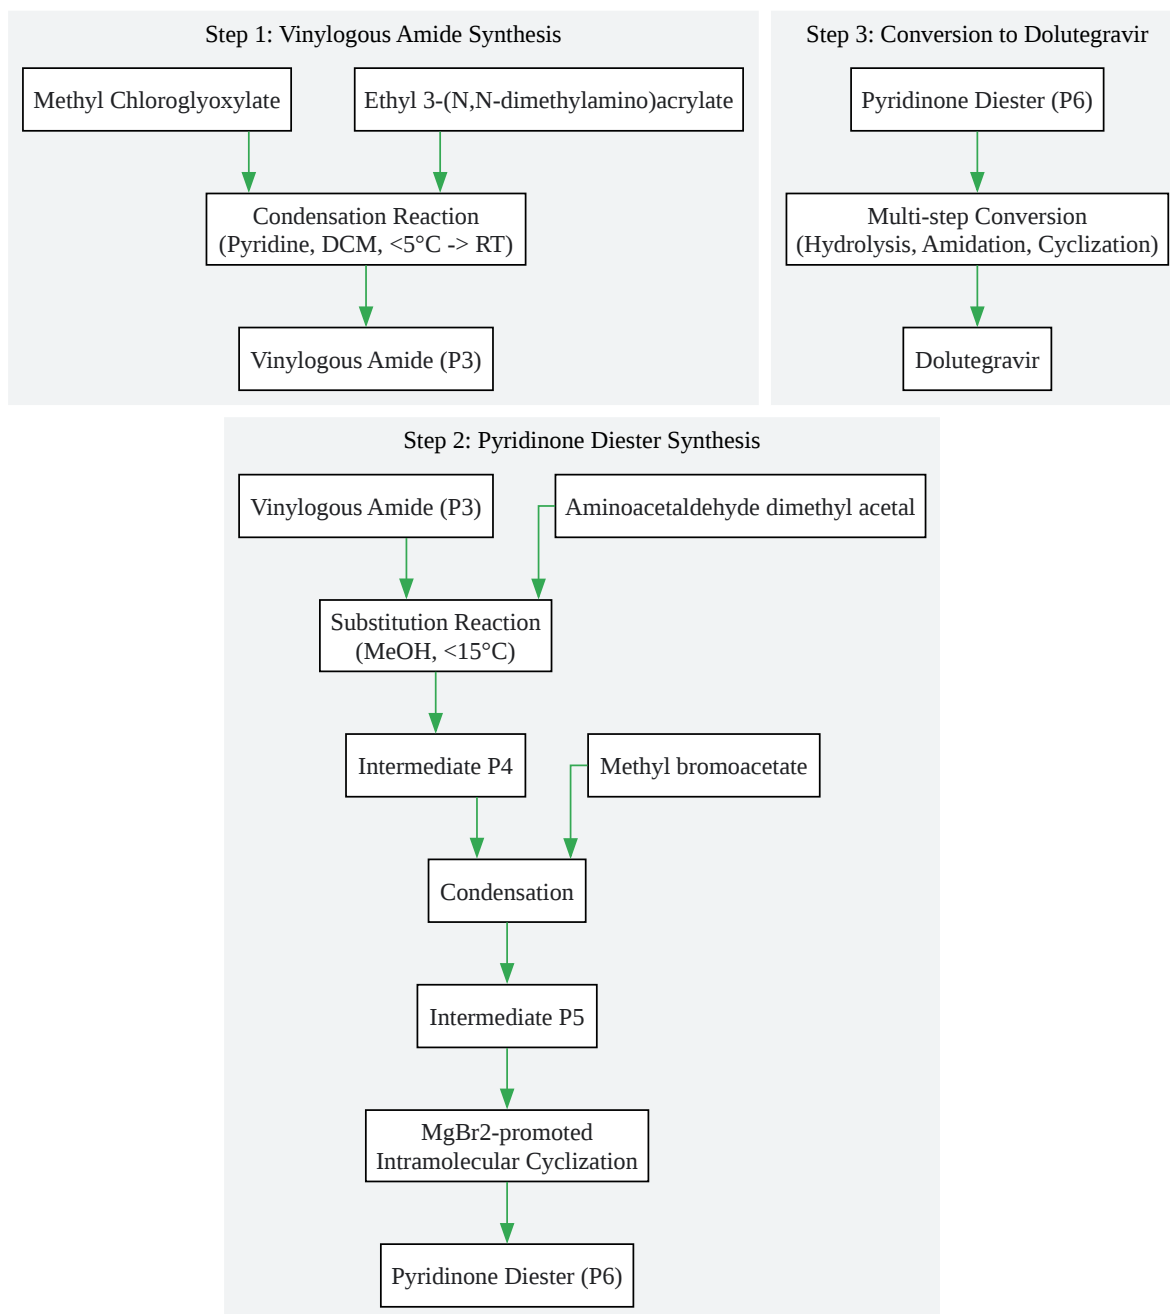 Step 1: Vinylogous Amide Synthesis
Methyl Chloroglyoxylate
Ethyl 3-(N,N-dimethylamino)acrylate
Condensation Reaction
(Pyridine, DCM, <5°C -> RT)
Vinylogous Amide (P3)
Step 3: Conversion to Dolutegravir
Pyridinone Diester (P6)
Multi-step Conversion
(Hydrolysis, Amidation, Cyclization)
Dolutegravir
Step 2: Pyridinone Diester Synthesis
Vinylogous Amide (P3)
Aminoacetaldehyde dimethyl acetal
Substitution Reaction
(MeOH, <15°C)
Intermediate P4
Methyl bromoacetate
Condensation
Intermediate P5
MgBr2-promoted
Intramolecular Cyclization
Pyridinone Diester (P6)